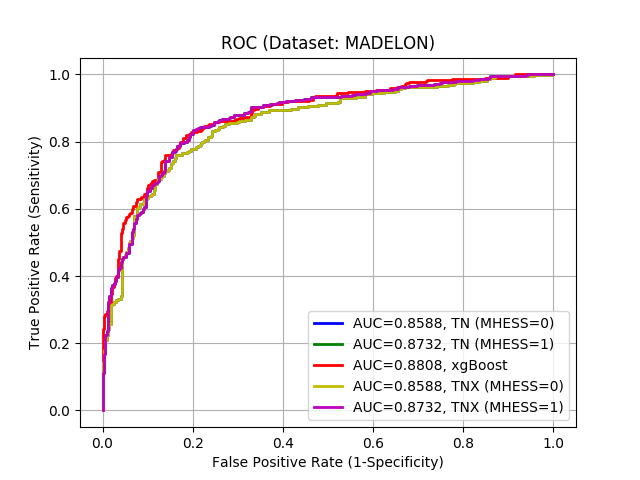 ROC (Dataset: MADELON)
True Positive Rate (Sensitivity)
1.0
0.8
0.6
0.4
0.2
0.0
AUC=0.8588, TN (MHESS=0)
AUC=0.8732, TN (MHESS=1)
AUC=0.8808, xgBoost
AUC=0.8588, TNX (MHESS=0)
AUC=0.8732, TNX (MHESS=1)
0.0 0.2 0.4 0.6 0.8 1.0
False Positive Rate (1-Specificity)